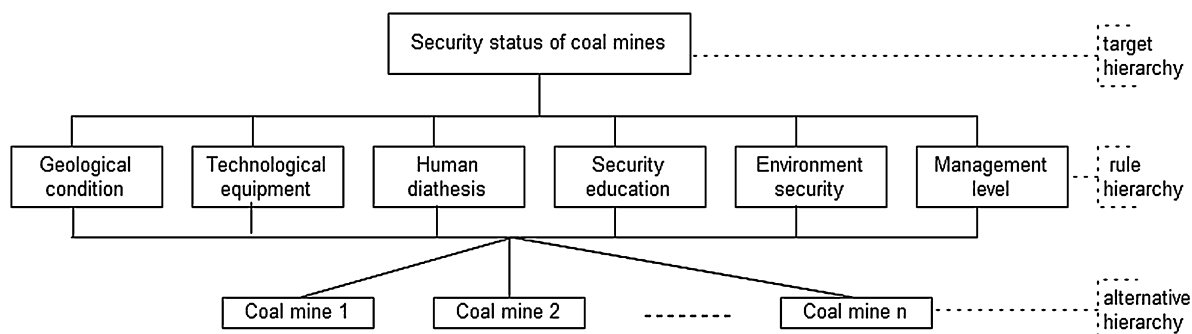 Security status of coal mines
target
hierarchy
Geological
condition
Technological
equipment
Human
diathesis
Security
education
Environment
security
Management
level
rule
hierarchy
Coal mine 1
Coal mine 2
Coal mine n
alternative
hierarchy